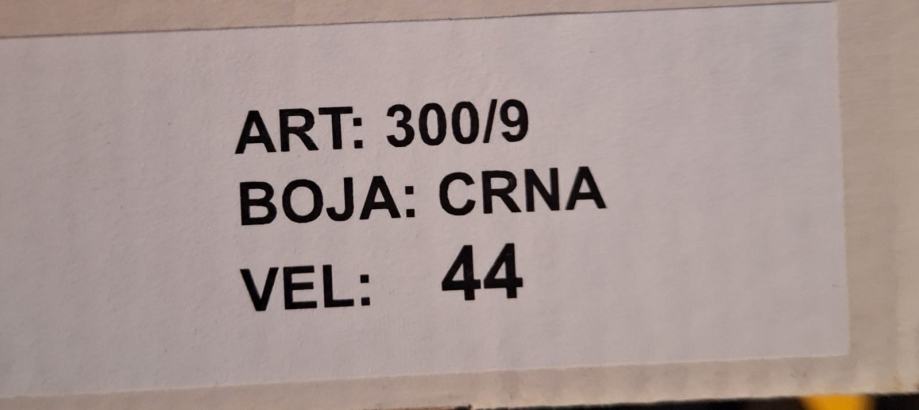 ART: 300/9
BOJA: CRNA
VEL: 44